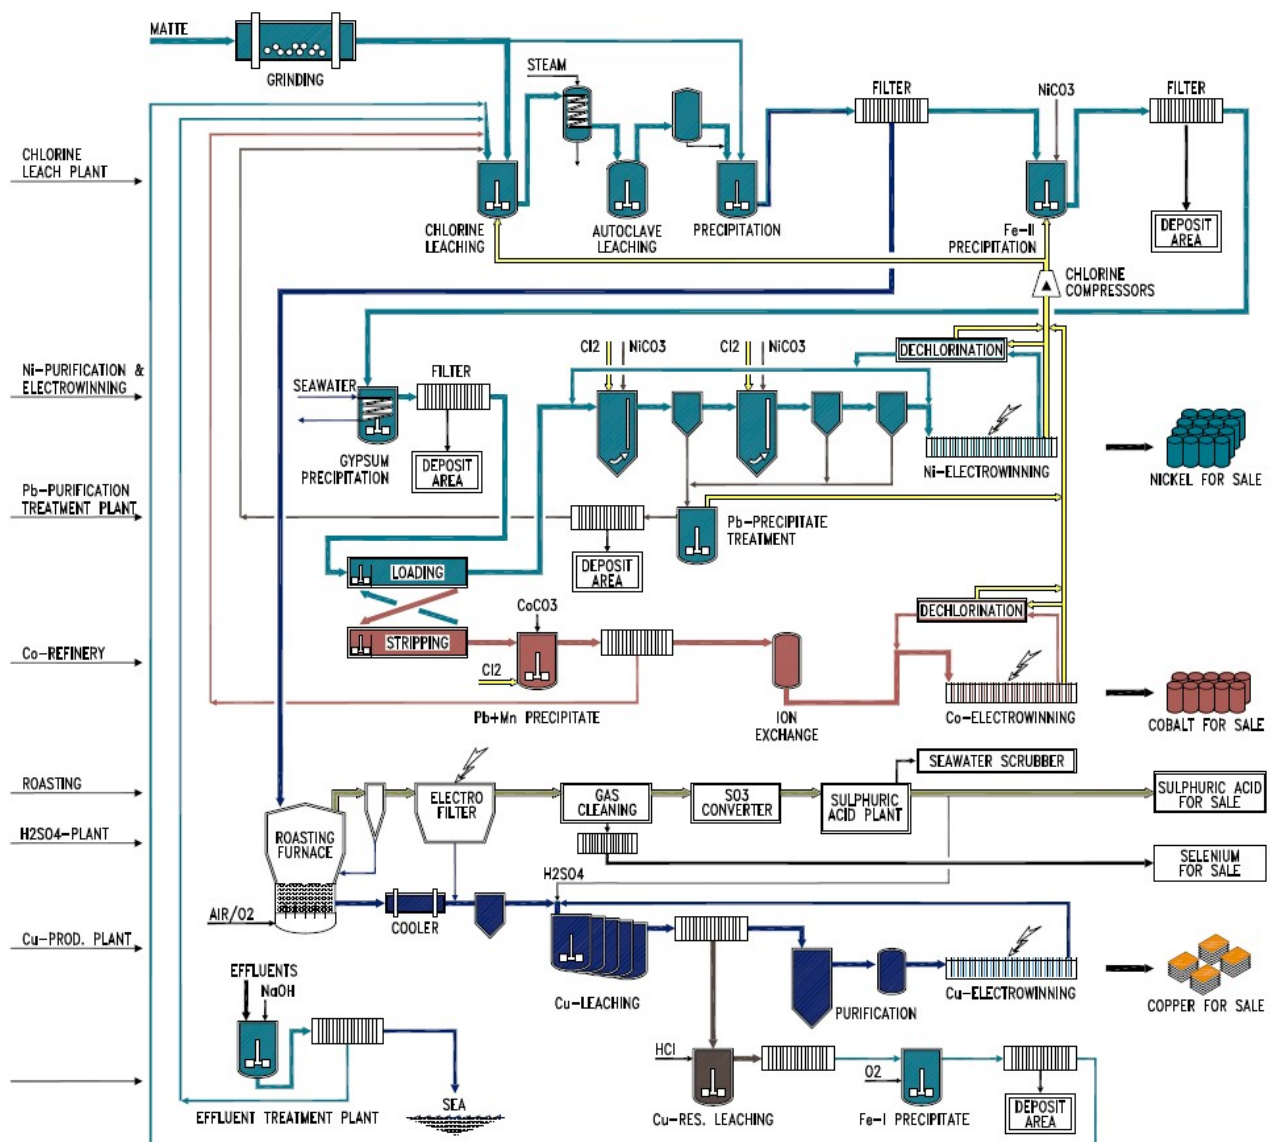 MATTE
GRINDING
STEAM
FILTER
NiCO3
FILTER
CHLORINE
LEACH PLANT
CHLORINE
LEACHING
AUTOCLAVE
LEACHING
PRECIPITATION
Fe-II
PRECIPITATION
DEPOSIT
AREA
CHLORINE
COMPRESSORS
Ni-PURIFICATION &
ELECTROWINNING
SEAWATER
FILTER
Cl2
NiCO3
Cl2
NiCO3
DECHLORINATION
GYPSUM
PRECIPITATION
DEPOSIT
AREA
Ni-ELECTROWINNING
NICKEL FOR SALE
Pb-PURIFICATION
TREATMENT PLANT
Pb-PRECIPITATE
TREATMENT
DEPOSIT
AREA
LOADING
STRIPPING
CoCO3
Cl2
DECHLORINATION
Co-REFINERY
Pb+Mn PRECIPITATE
ION
EXCHANGE
Co-ELECTROWINNING
COBALT FOR SALE
ROASTING
H2SO4-PLANT
ROASTING
FURNACE
ELECTRO
FILTER
GAS
CLEANING
SO3
CONVERTER
SULPHURIC
ACID PLANT
SEAWATER SCRUBBER
SULPHURIC ACID
FOR SALE
SELENIUM
FOR SALE
AIR/O2
COOLER
H2SO4
Cu-PROD. PLANT
Cu-LEACHING
PURIFICATION
Cu-ELECTROWINNING
COPPER FOR SALE
EFFLUENTS
NaOH
EFFLUENT TREATMENT PLANT
SEA
HCl
Cu-RES. LEACHING
O2
Fe-I PRECIPITATE
DEPOSIT
AREA